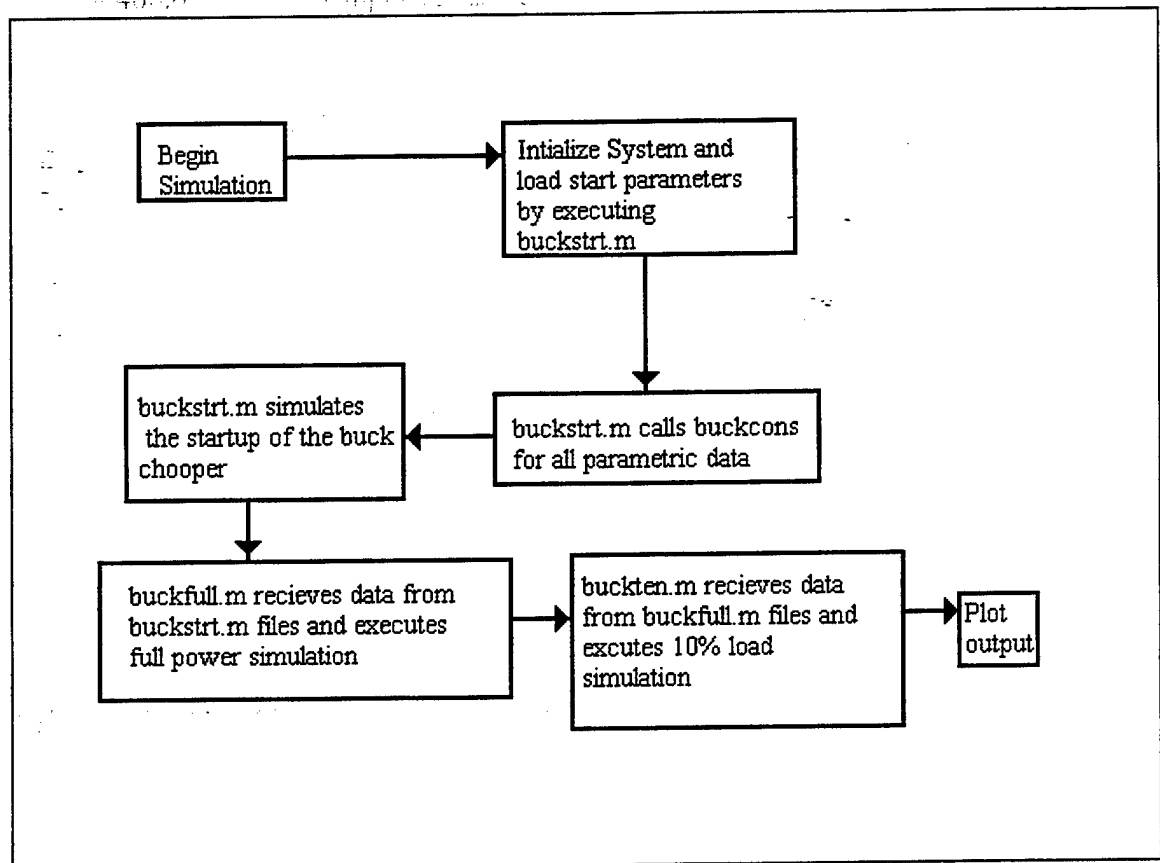 Begin
Simulation
Intialize System and
load start parameters
by executing
buckstrt.m
buckstrt.m calls buckcons
for all parametric data
buckstrt.m simulates
the startup of the buck
chooper
buckfull.m recieves data from
buckstrt.m files and executes
full power simulation
buckten.m recieves data
from buckfull.m files and
excutes 10% load
simulation
Plot
output